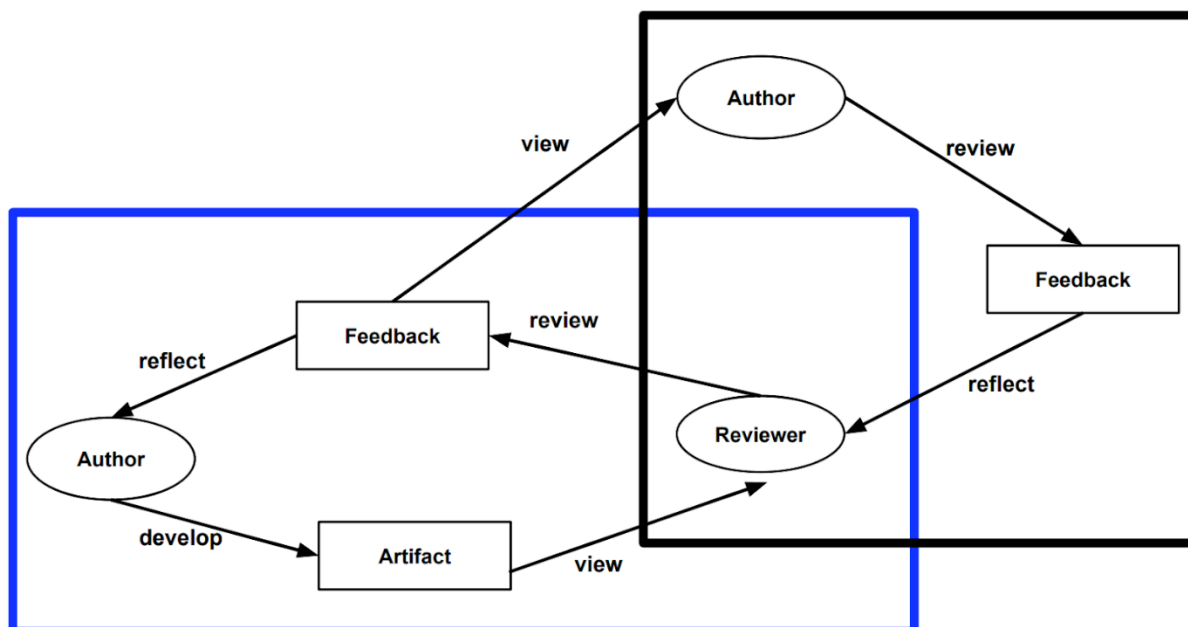 Author
view
review
Feedback
Feedback
review
reflect
reflect
Author
Reviewer
develop
Artifact
view